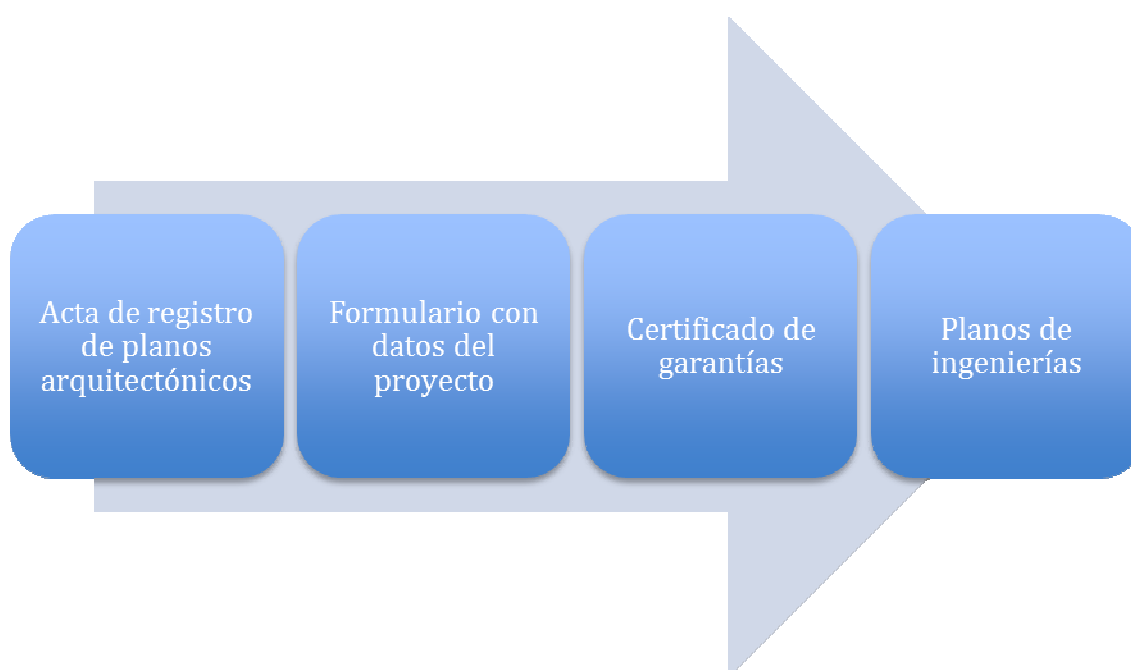 Acta de registro
de planos
arquitectónicos
Formulario con
datos del
proyecto
Certificado de
garantías
Planos de
ingenierías